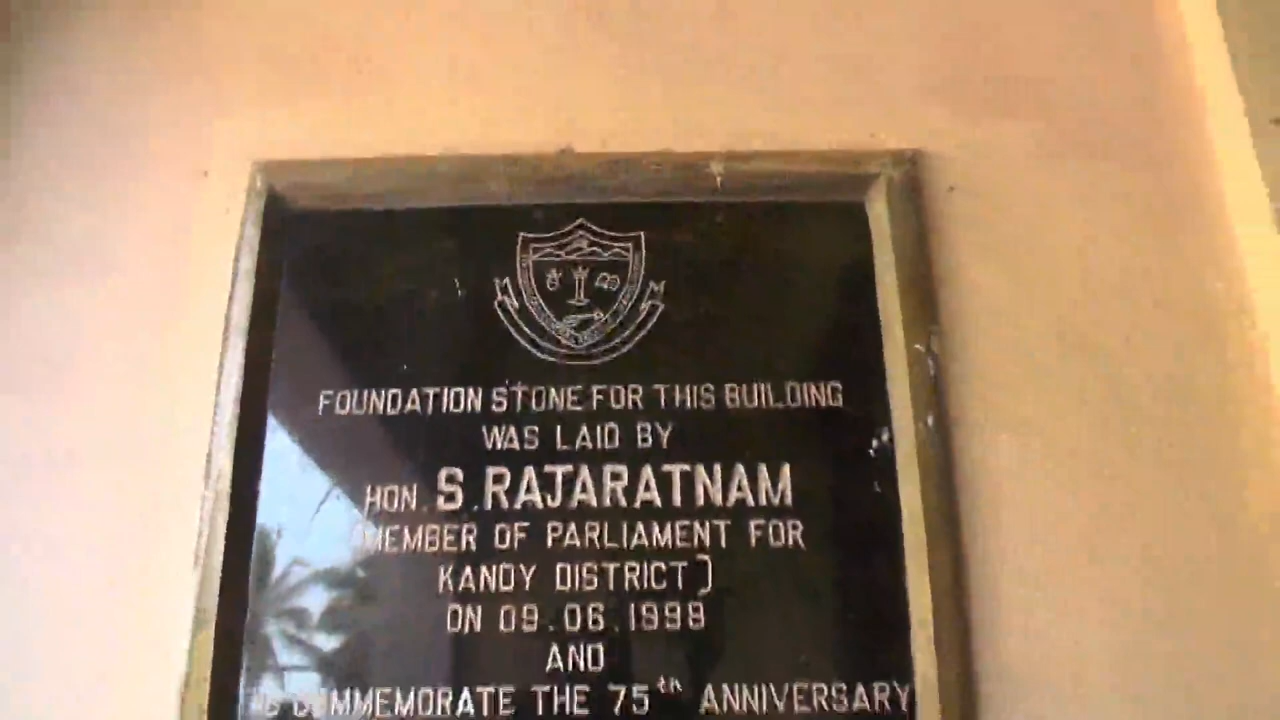 FOUNDATION STONE FOR THIS BUILDING
WAS LAID BY
HON. S. RAJARATNAM
(MEMBER OF PARLIAMENT FOR
KANDY DISTRICT)
ON 09.06.1998
AND
TO COMMEMORATE THE 75th ANNIVERSARY